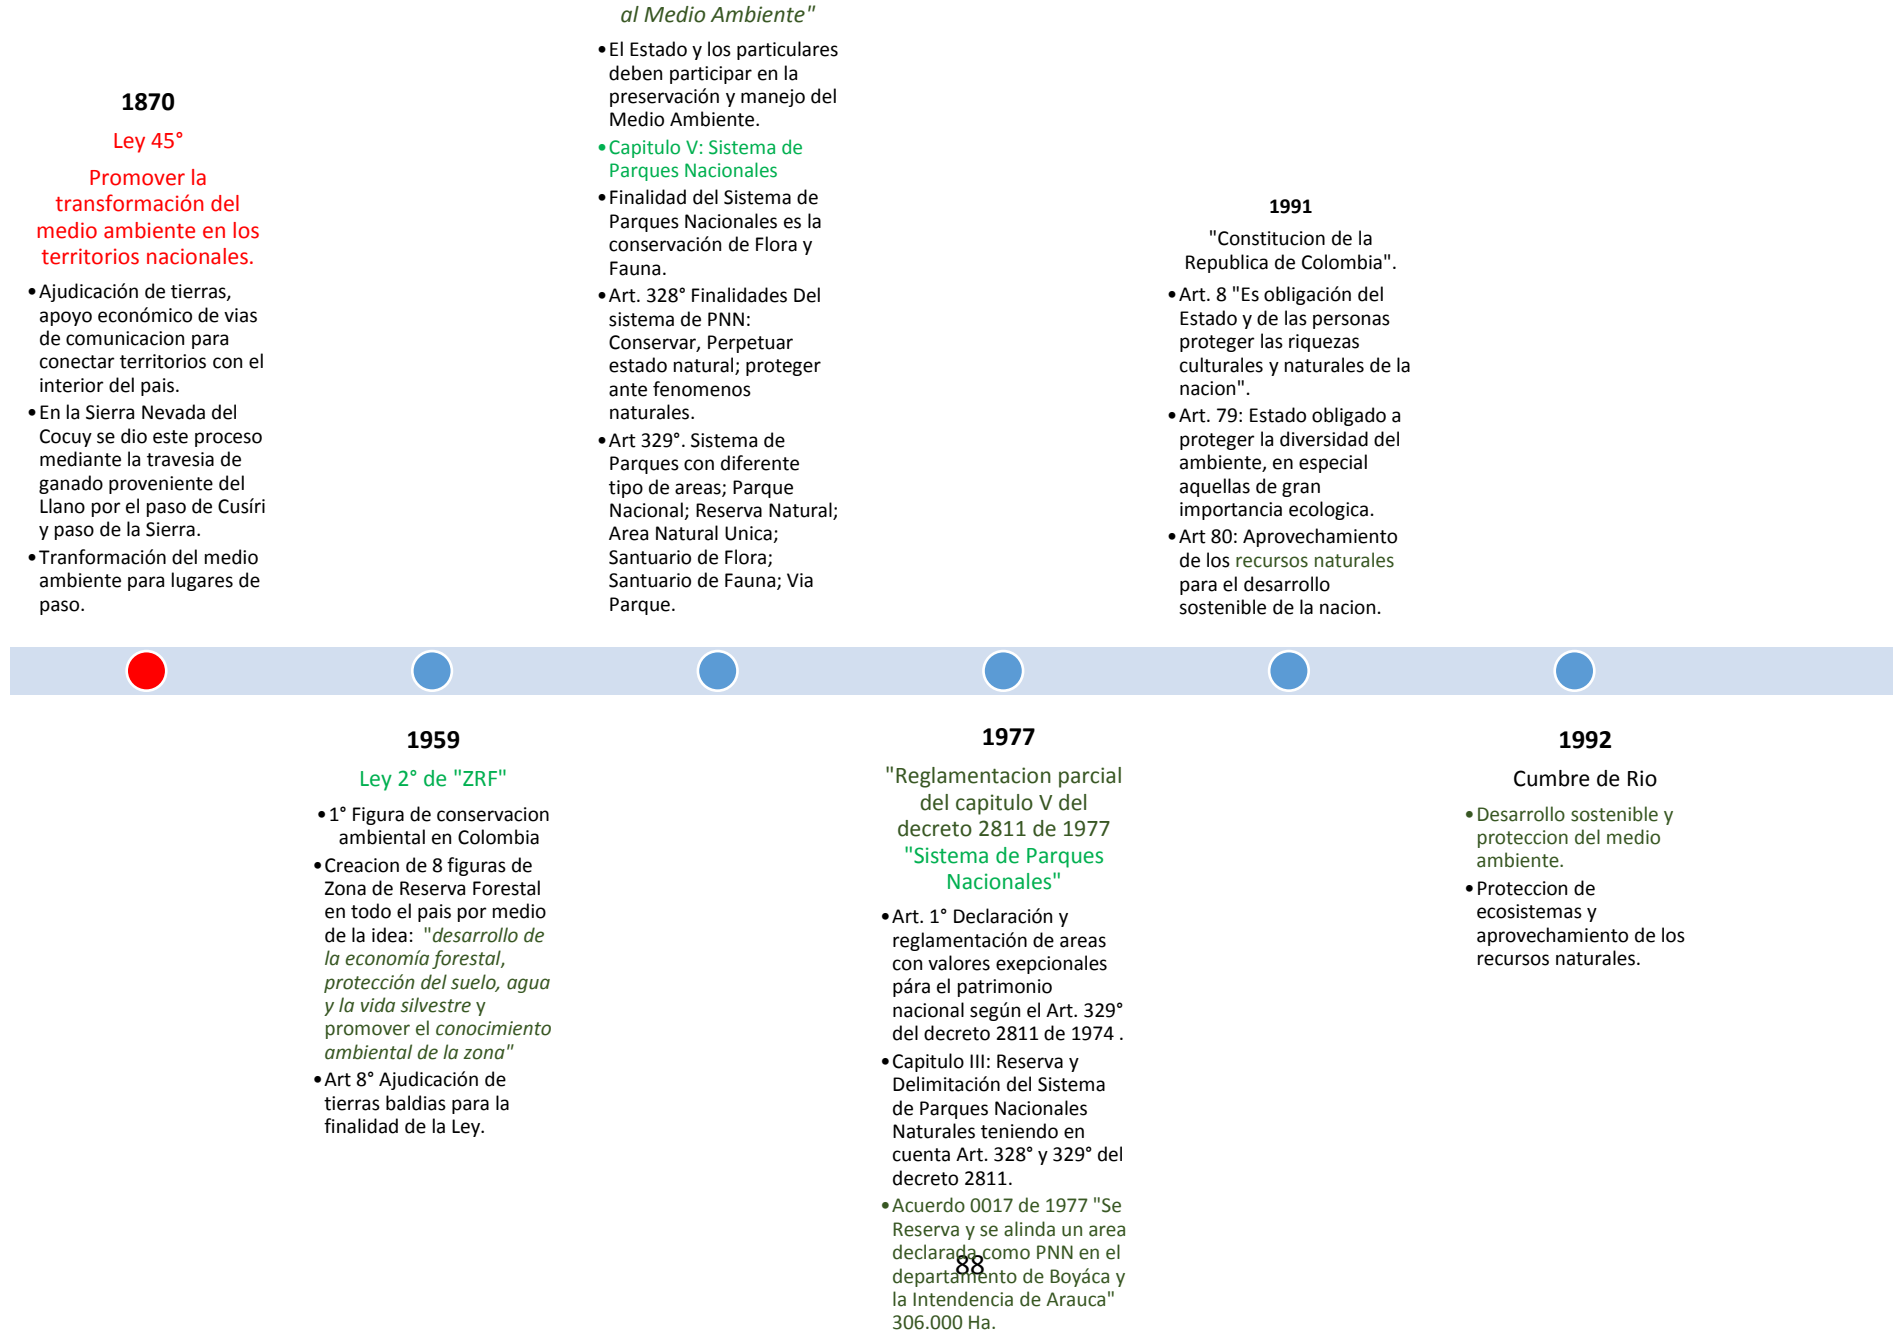 1870
Ley 45°
Promover la
transformación del
medio ambiente en los
territorios nacionales.
•Ajudicación de tierras,
apoyo económico de vias
de comunicacion para
conectar territorios con el
interior del pais.
•En la Sierra Nevada del
Cocuy se dio este proceso
mediante la travesia de
ganado proveniente del
Llano por el paso de Cusíri
y paso de la Sierra.
•Tranformación del medio
ambiente para lugares de
paso.
1959
Ley 2° de "ZRF"
•1° Figura de conservacion
ambiental en Colombia
•Creacion de 8 figuras de
Zona de Reserva Forestal
en todo el pais por medio
de la idea: "desarrollo de
la economía forestal,
protección del suelo, agua
y la vida silvestre y
promover el conocimiento
ambiental de la zona"
•Art 8° Ajudicación de
tierras baldias para la
finalidad de la Ley.
al Medio Ambiente"
•El Estado y los particulares
deben participar en la
preservación y manejo del
Medio Ambiente.
•Capitulo V: Sistema de
Parques Nacionales
•Finalidad del Sistema de
Parques Nacionales es la
conservación de Flora y
Fauna.
•Art. 328° Finalidades Del
sistema de PNN:
Conservar, Perpetuar
estado natural; proteger
ante fenomenos
naturales.
•Art 329°. Sistema de
Parques con diferente
tipo de areas; Parque
Nacional; Reserva Natural;
Area Natural Unica;
Santuario de Flora;
Santuario de Fauna; Via
Parque.
1977
"Reglamentacion parcial
del capitulo V del
decreto 2811 de 1977
"Sistema de Parques
Nacionales"
•Art. 1° Declaración y
reglamentación de areas
con valores exepcionales
pára el patrimonio
nacional según el Art. 329°
del decreto 2811 de 1974 .
•Capitulo III: Reserva y
Delimitación del Sistema
de Parques Nacionales
Naturales teniendo en
cuenta Art. 328° y 329° del
decreto 2811.
•Acuerdo 0017 de 1977 "Se
Reserva y se alinda un area
declarada como PNN en el
departamento de Boyáca y
la Intendencia de Arauca"
306.000 Ha.
1991
"Constitucion de la
Republica de Colombia".
•Art. 8 "Es obligación del
Estado y de las personas
proteger las riquezas
culturales y naturales de la
nacion".
•Art. 79: Estado obligado a
proteger la diversidad del
ambiente, en especial
aquellas de gran
importancia ecologica.
•Art 80: Aprovechamiento
de los recursos naturales
para el desarrollo
sostenible de la nacion.
1992
Cumbre de Rio
•Desarrollo sostenible y
proteccion del medio
ambiente.
•Proteccion de
ecosistemas y
aprovechamiento de los
recursos naturales.
88